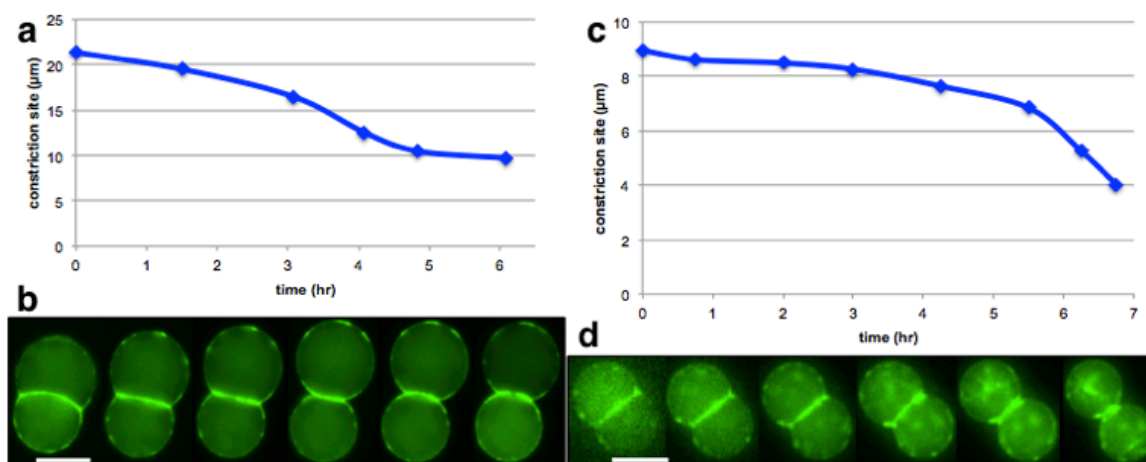 a
25
20
15
10
5
0
constriction site (µm)
0 1 2 3 4 5 6
time (hr)
b
c
10
8
6
4
2
0
constriction site (µm)
0 1 2 3 4 5 6 7
time (hr)
d